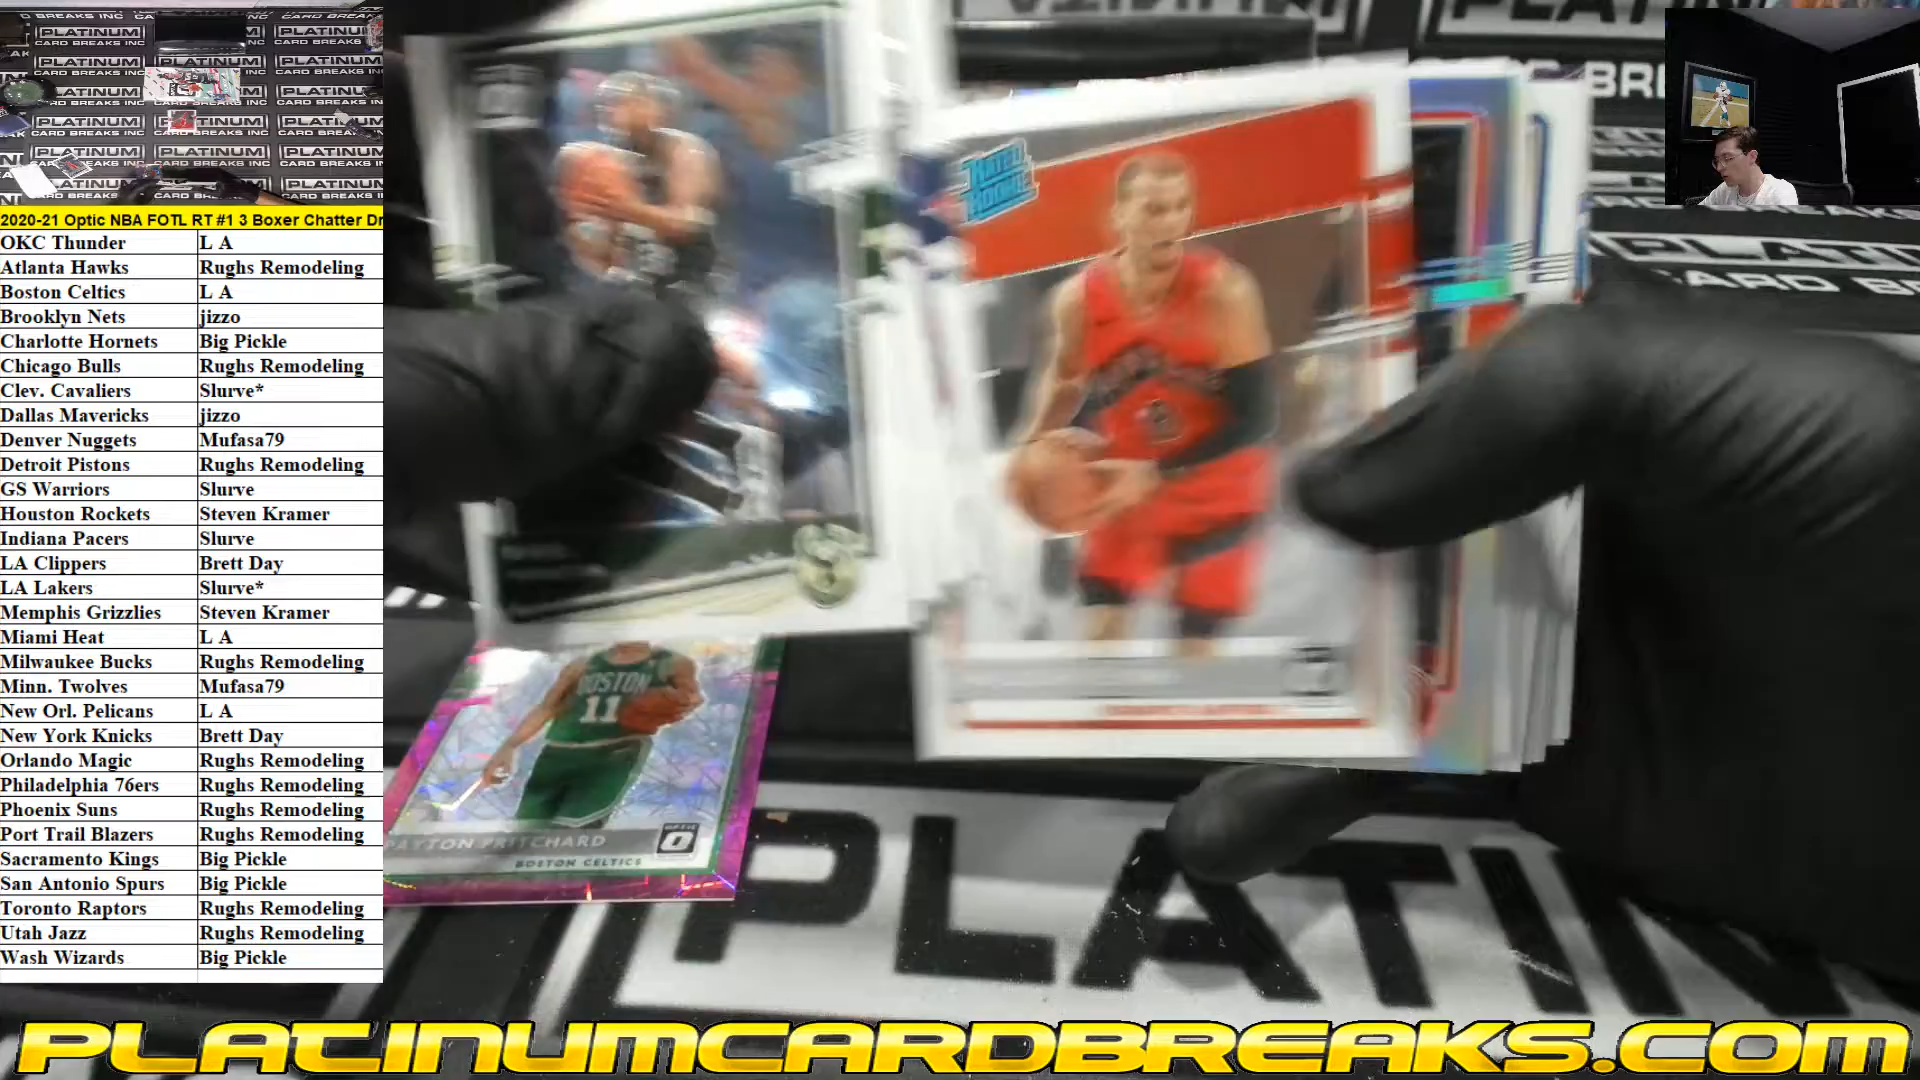 PLATINUM
CARD BREAKS INC
2020-21 Optic NBA FOTL RT #1 3 Boxer Chatter Dr
OKC Thunder L A
Atlanta Hawks Rughs Remodeling
Boston Celtics L A
Brooklyn Nets jizzo
Charlotte Hornets Big Pickle
Chicago Bulls Rughs Remodeling
Clev. Cavaliers Slurve*
Dallas Mavericks jizzo
Denver Nuggets Mufasa79
Detroit Pistons Rughs Remodeling
GS Warriors Slurve
Houston Rockets Steven Kramer
Indiana Pacers Slurve
LA Clippers Brett Day
LA Lakers Slurve*
Memphis Grizzlies Steven Kramer
Miami Heat L A
Milwaukee Bucks Rughs Remodeling
Minn. Twolves Mufasa79
New Orl. Pelicans L A
New York Knicks Brett Day
Orlando Magic Rughs Remodeling
Philadelphia 76ers Rughs Remodeling
Phoenix Suns Rughs Remodeling
Port Trail Blazers Rughs Remodeling
Sacramento Kings Big Pickle
San Antonio Spurs Big Pickle
Toronto Raptors Rughs Remodeling
Utah Jazz Rughs Remodeling
Wash Wizards Big Pickle
RATED
ROOKIE
BOSTON
11
PAYTON PRITCHARD
OPTIC
BOSTON CELTICS
PLATIN
PLATINUMCARDBREAKS.COM